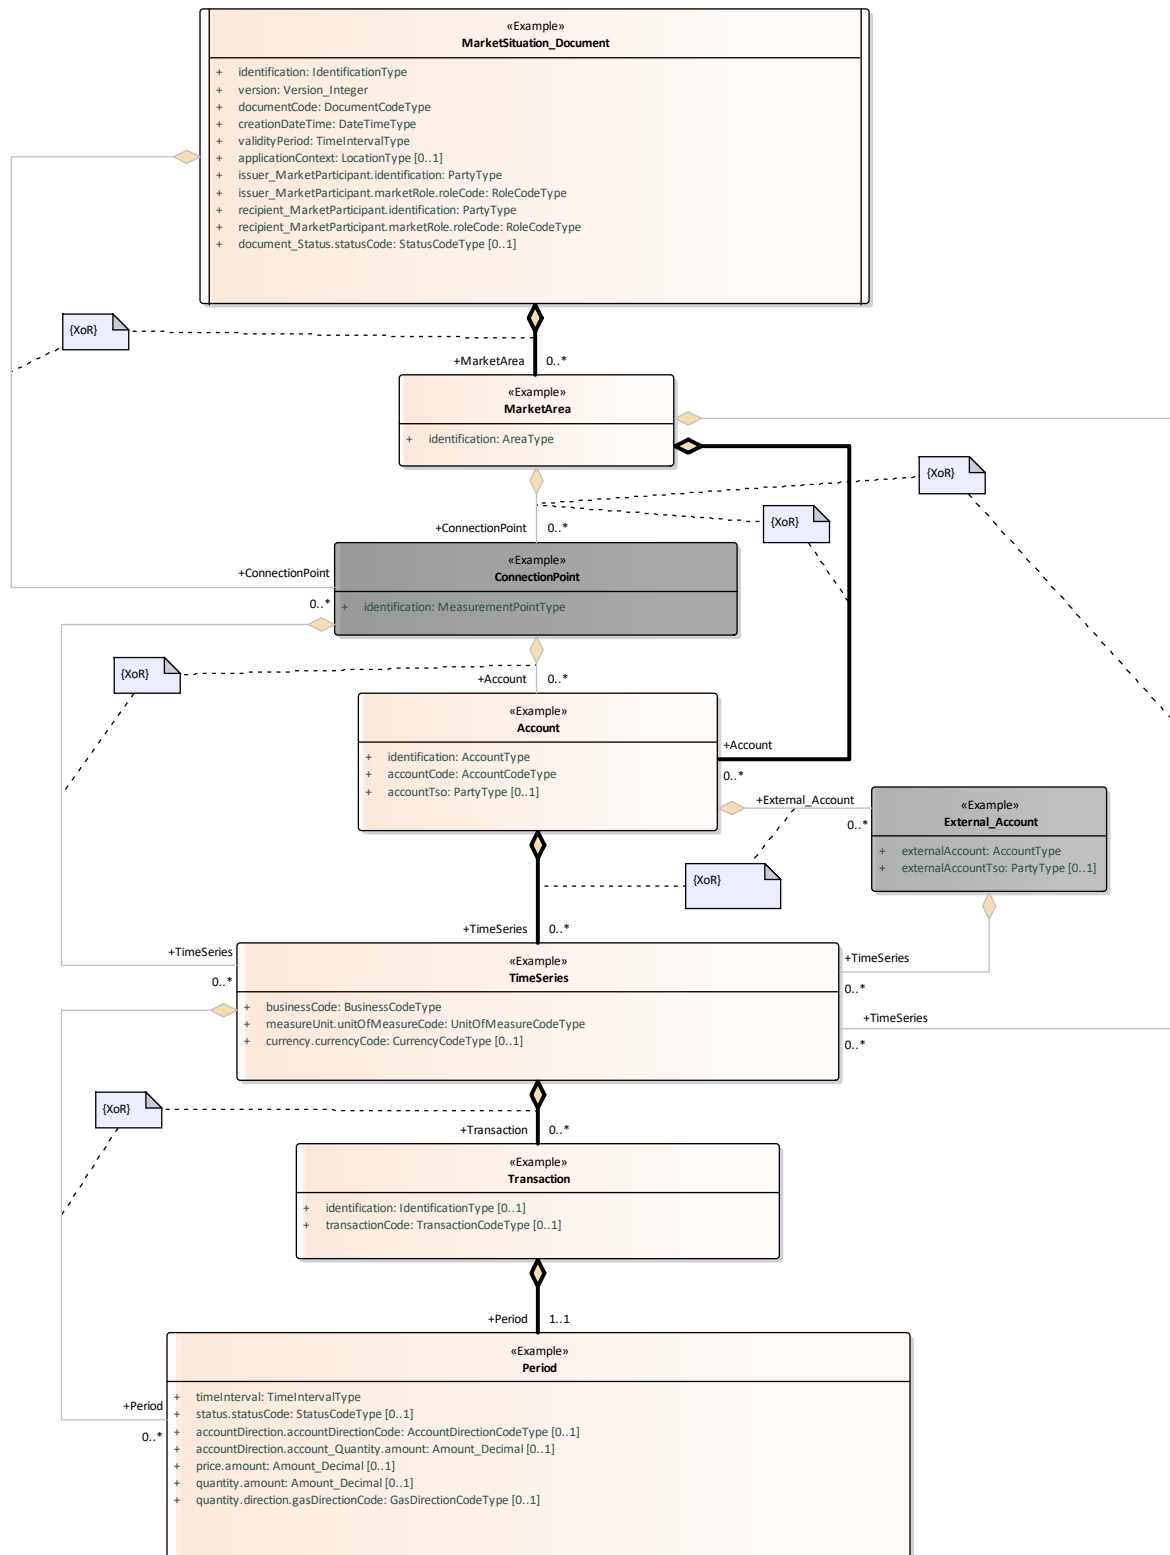 «Example»
MarketSituation_Document
+ identification: IdentificationType
+ version: Version_Integer
+ documentCode: DocumentCodeType
+ creationDateTime: DateTimeType
+ validityPeriod: TimeIntervalType
+ applicationContext: LocationType [0..1]
+ issuer_MarketParticipant.identification: PartyType
+ issuer_MarketParticipant.marketRole.roleCode: RoleCodeType
+ recipient_MarketParticipant.identification: PartyType
+ recipient_MarketParticipant.marketRole.roleCode: RoleCodeType
+ document_Status.statusCode: StatusCodeType [0..1]
{XoR}
+MarketArea 0..*
«Example»
MarketArea
+ identification: AreaType
{XoR}
{XoR}
+ConnectionPoint 0..*
«Example»
ConnectionPoint
+ identification: MeasurementPointType
+ConnectionPoint
0..*
{XoR}
+Account 0..*
«Example»
Account
+ identification: AccountType
+ accountCode: AccountCodeType
+ accountTso: PartyType [0..1]
+Account
0..*
+External_Account
0..*
«Example»
External_Account
+ externalAccount: AccountType
+ externalAccountTso: PartyType [0..1]
{XoR}
+TimeSeries 0..*
+TimeSeries
0..*
«Example»
TimeSeries
+ businessCode: BusinessCodeType
+ measureUnit.unitOfMeasureCode: UnitOfMeasureCodeType
+ currency.currencyCode: CurrencyCodeType [0..1]
+TimeSeries
0..*
+TimeSeries
0..*
{XoR}
+Transaction 0..*
«Example»
Transaction
+ identification: IdentificationType [0..1]
+ transactionCode: TransactionCodeType [0..1]
+Period 1..1
«Example»
Period
+ timeInterval: TimeIntervalType
+ status.statusCode: StatusCodeType [0..1]
+ accountDirection.accountDirectionCode: AccountDirectionCodeType [0..1]
+ accountDirection.account_Quantity.amount: Amount_Decimal [0..1]
+ price.amount: Amount_Decimal [0..1]
+ quantity.amount: Amount_Decimal [0..1]
+ quantity.direction.gasDirectionCode: GasDirectionCodeType [0..1]
+Period
0..*